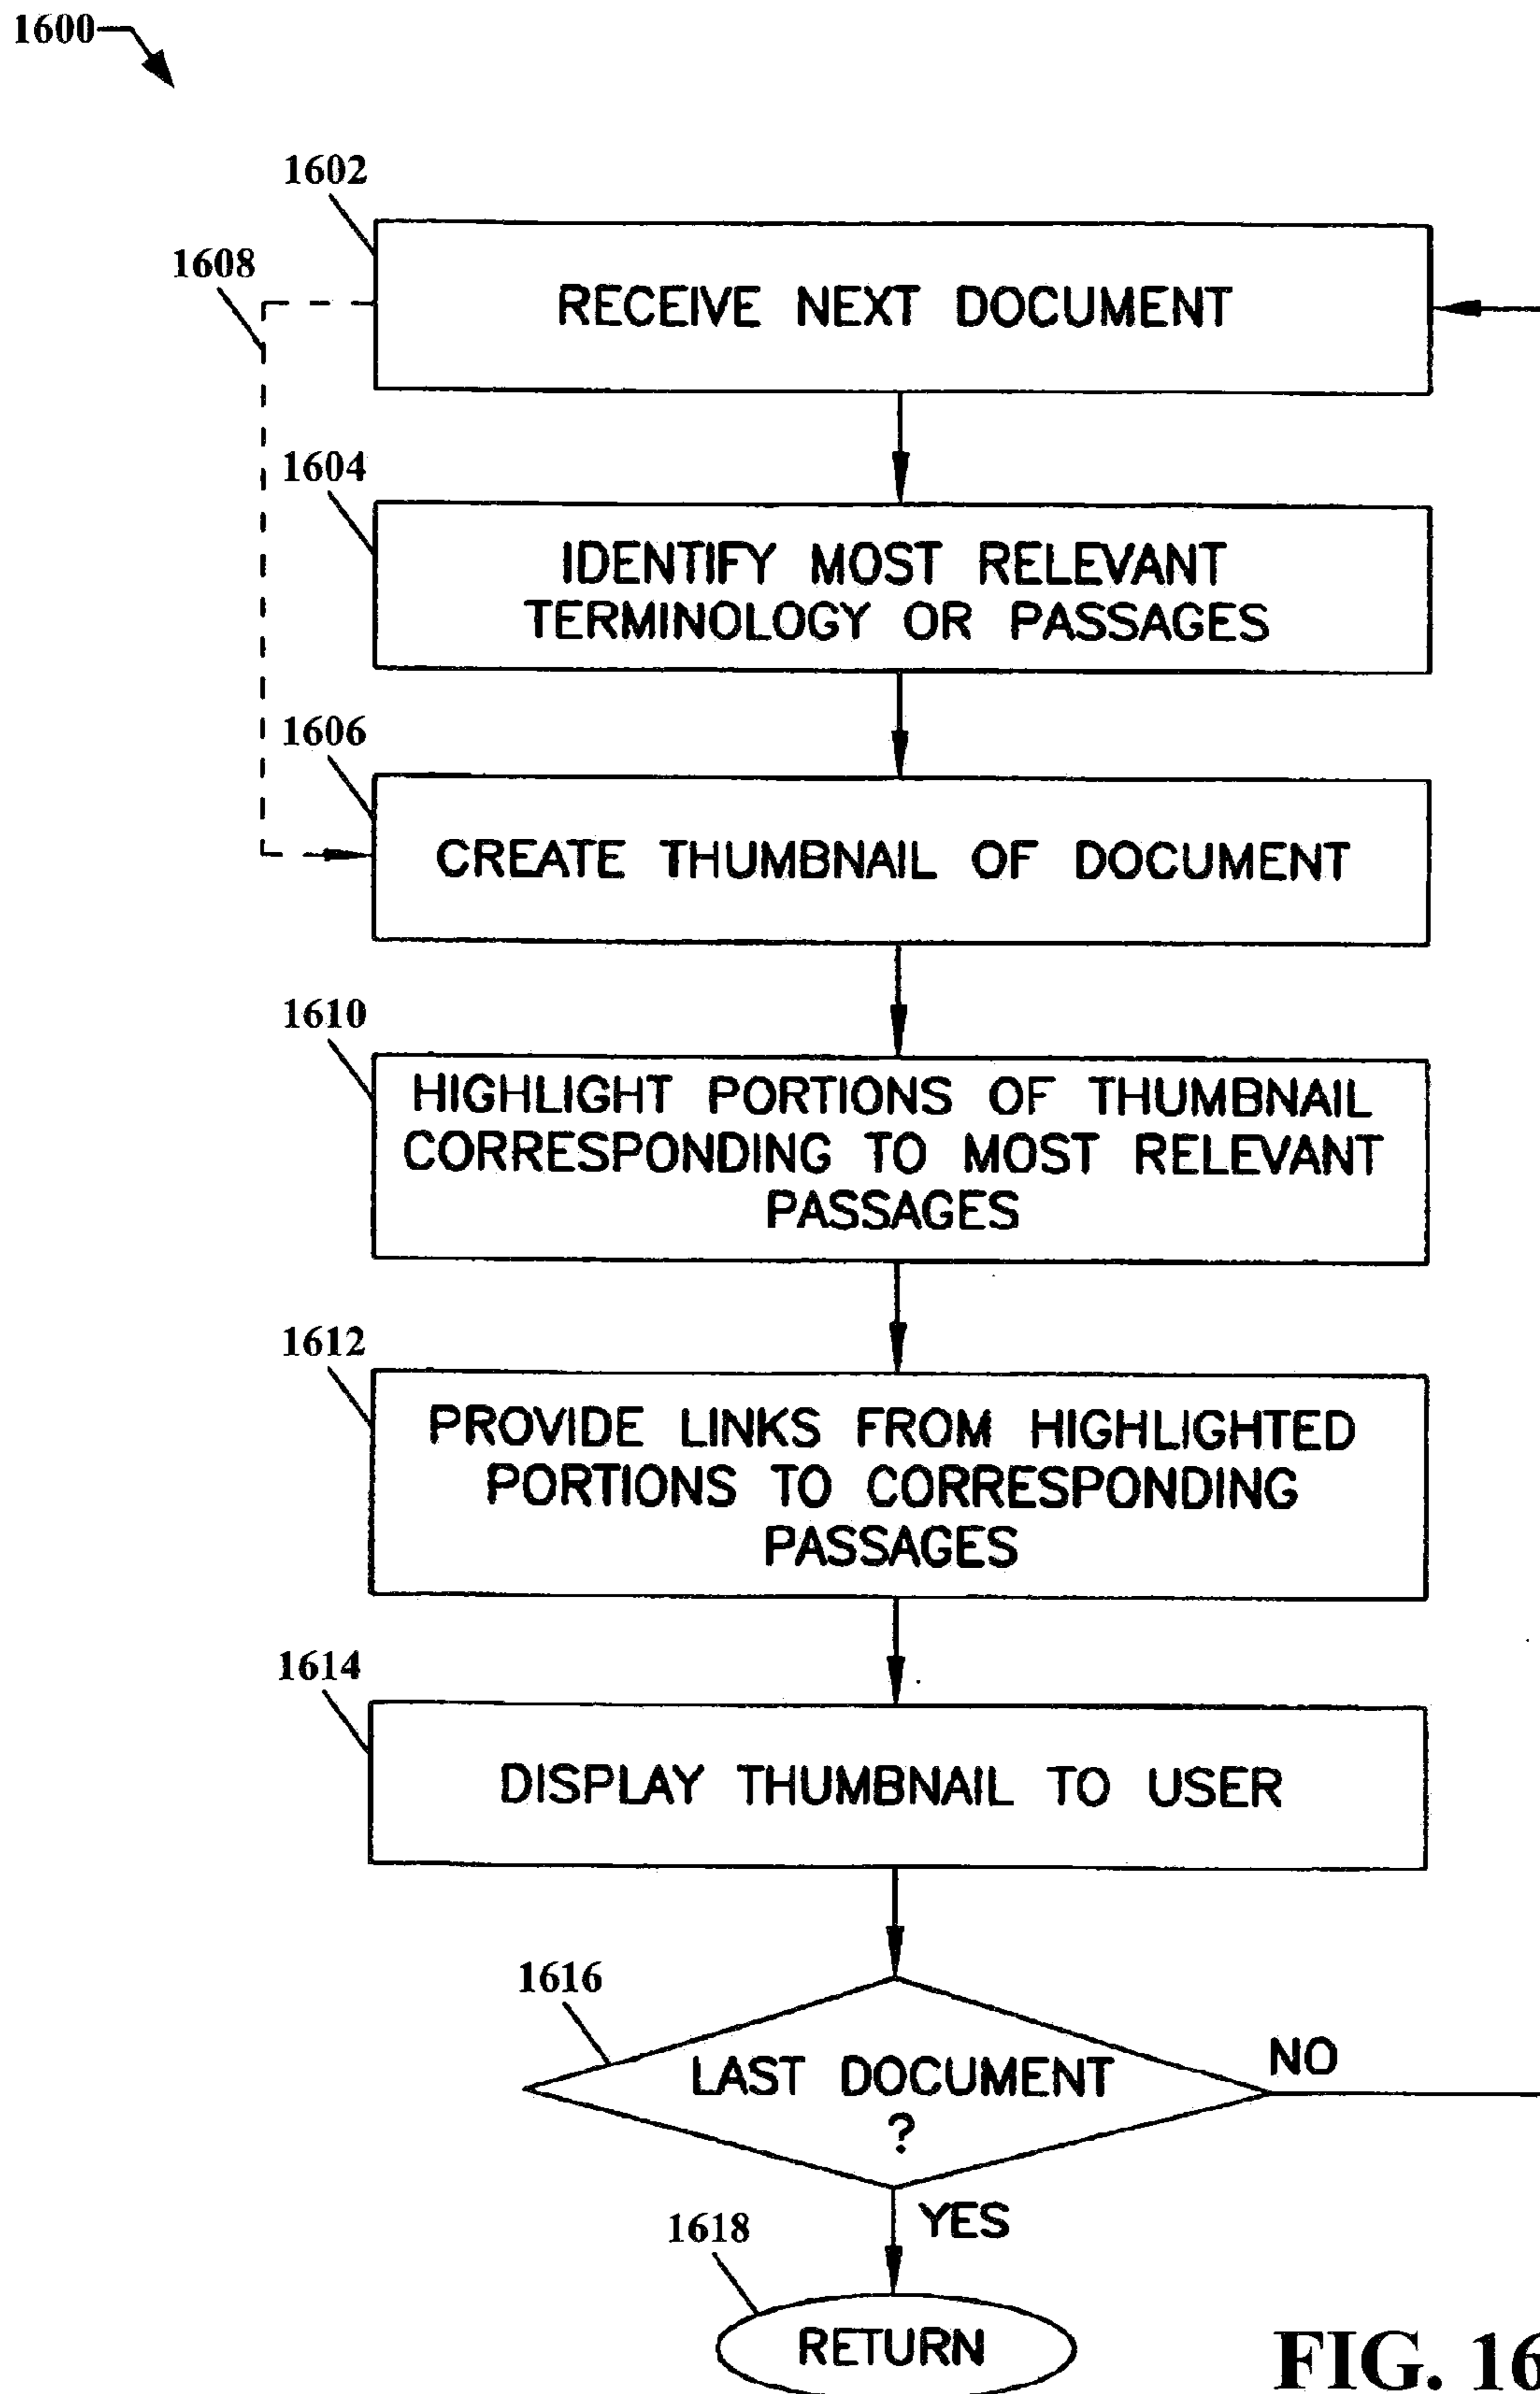 1600
1602
1608
RECEIVE NEXT DOCUMENT
1604
IDENTIFY MOST RELEVANT
TERMINOLOGY OR PASSAGES
1606
CREATE THUMBNAIL OF DOCUMENT
1610
HIGHLIGHT PORTIONS OF THUMBNAIL
CORRESPONDING TO MOST RELEVANT
PASSAGES
1612
PROVIDE LINKS FROM HIGHLIGHTED
PORTIONS TO CORRESPONDING
PASSAGES
1614
DISPLAY THUMBNAIL TO USER
1616
LAST DOCUMENT
?
NO
YES
1618
RETURN
FIG. 16